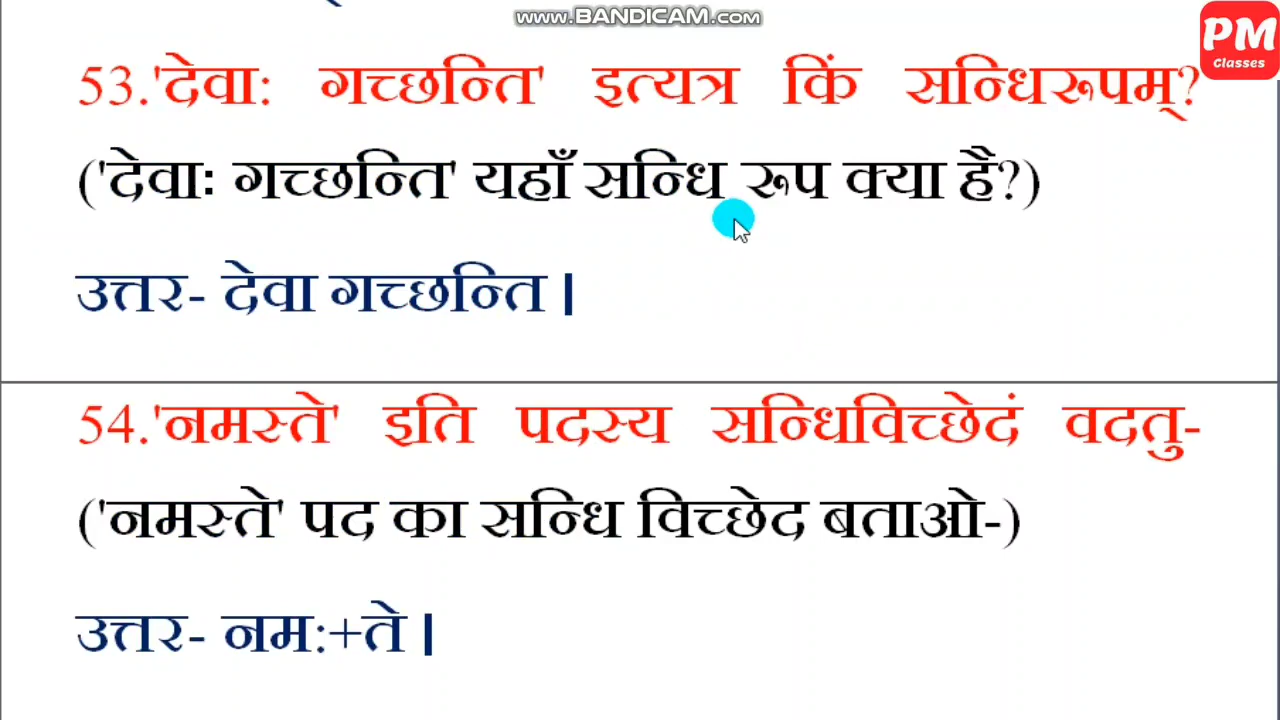 www.BANDICAM.com
PM
Classes
53.'देवा: गच्छन्ति' इत्यत्र किं सन्धिरूपम्?
('देवाः गच्छन्ति' यहाँ सन्धि रूप क्या है?)
उत्तर- देवा गच्छन्ति।
54.'नमस्ते' इति पदस्य सन्धिविच्छेदं वदतु-
('नमस्ते' पद का सन्धि विच्छेद बताओ-)
उत्तर- नम:+ते।